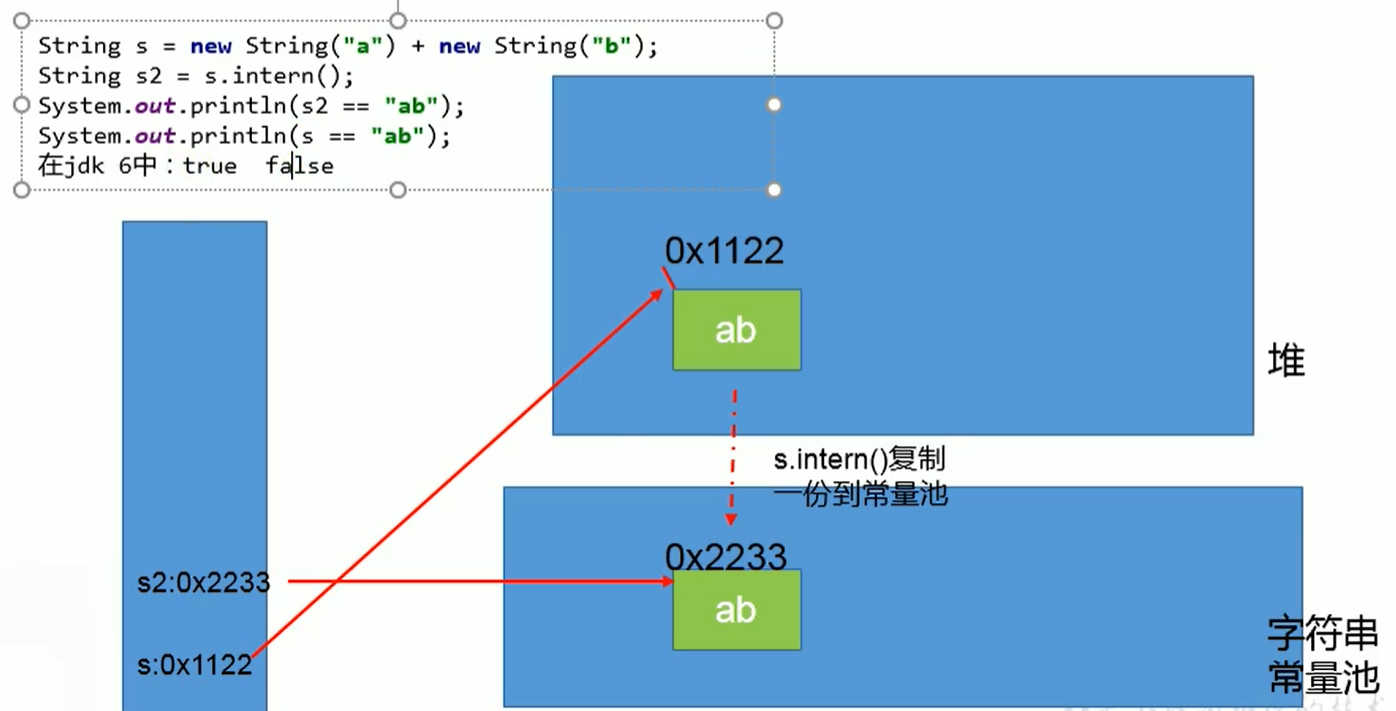 String s = new String("a") + new String("b");
String s2 = s.intern();
System.out.println(s2 == "ab");
System.out.println(s == "ab");
在jdk 6中：true  false
0x1122
ab
堆
s.intern()复制
一份到常量池
0x2233
ab
s2:0x2233
s:0x1122
字符串
常量池